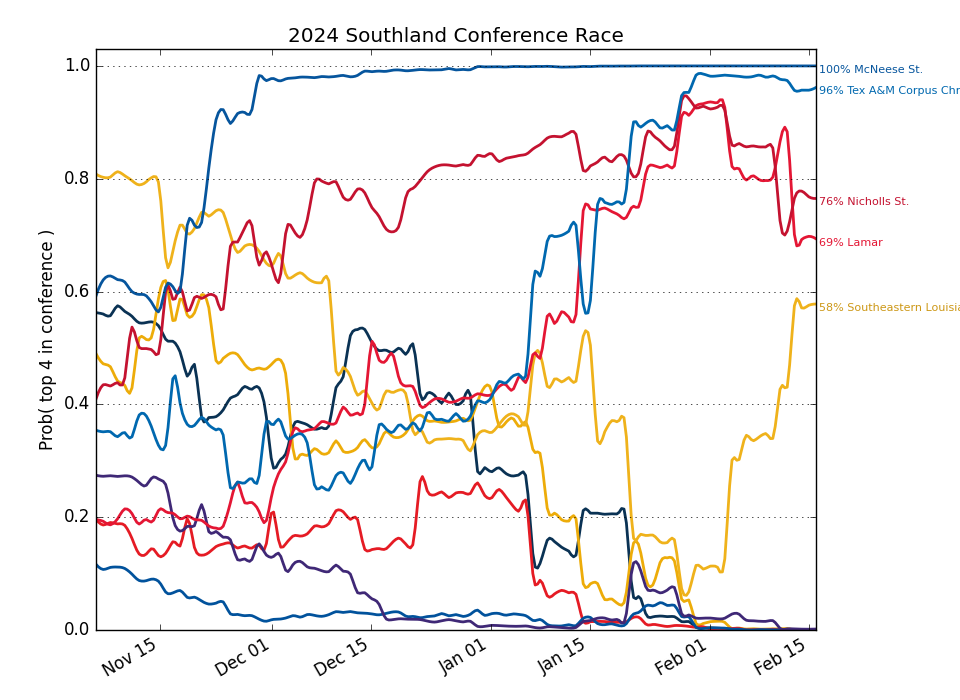 2024 Southland Conference Race
Prob( top 4 in conference )
1.0
0.8
0.6
0.4
0.2
0.0
100% McNeese St.
96% Tex A&M Corpus Chr
76% Nicholls St.
69% Lamar
58% Southeastern Louisia
Nov 15
Dec 01
Dec 15
Jan 01
Jan 15
Feb 01
Feb 15